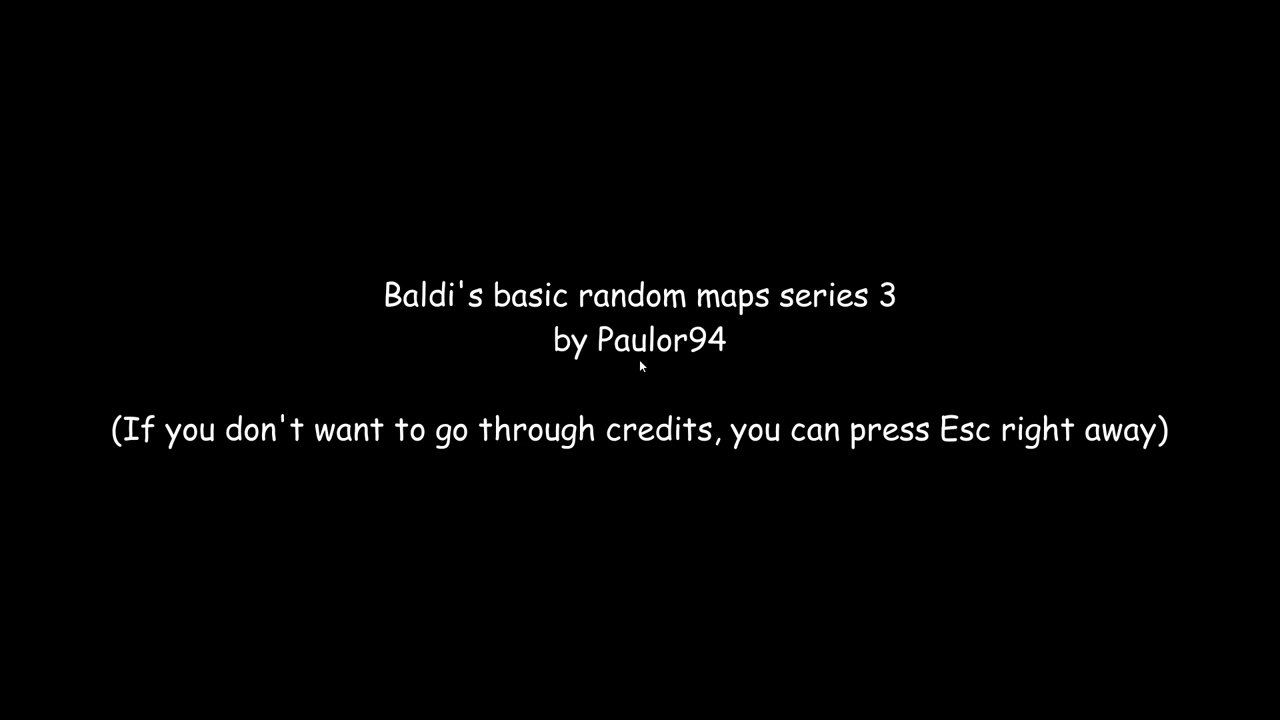 Baldi's basic random maps series 3
by Paulor94
(If you don't want to go through credits, you can press Esc right away)